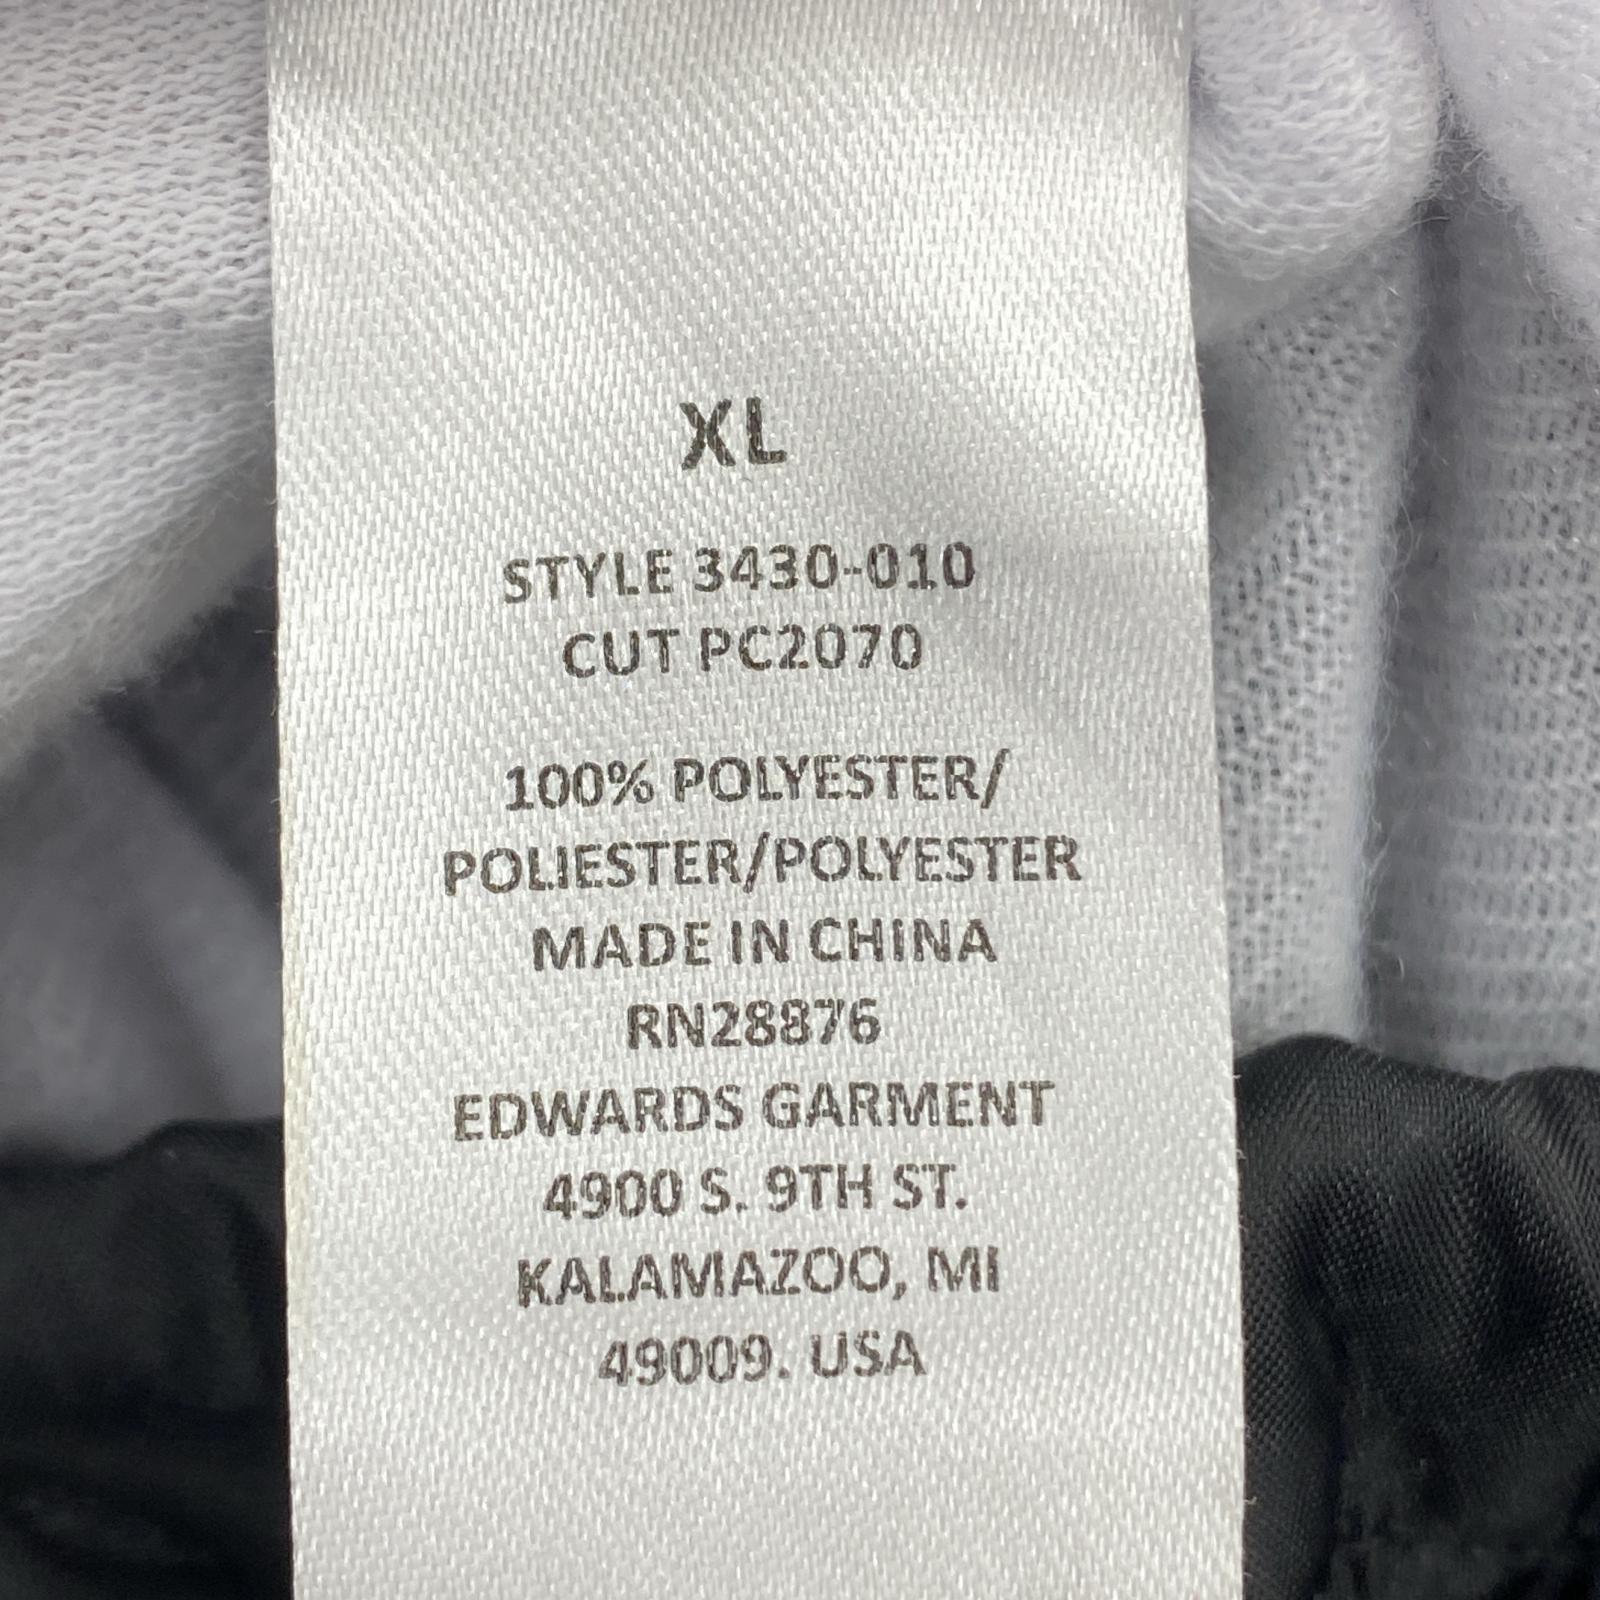 XL
STYLE 3430-010
CUT PC2070
100% POLYESTER/
POLIESTER/POLYESTER
MADE IN CHINA
RN28876
EDWARDS GARMENT
4900 S. 9TH ST.
KALAMAZOO, MI
49009. USA